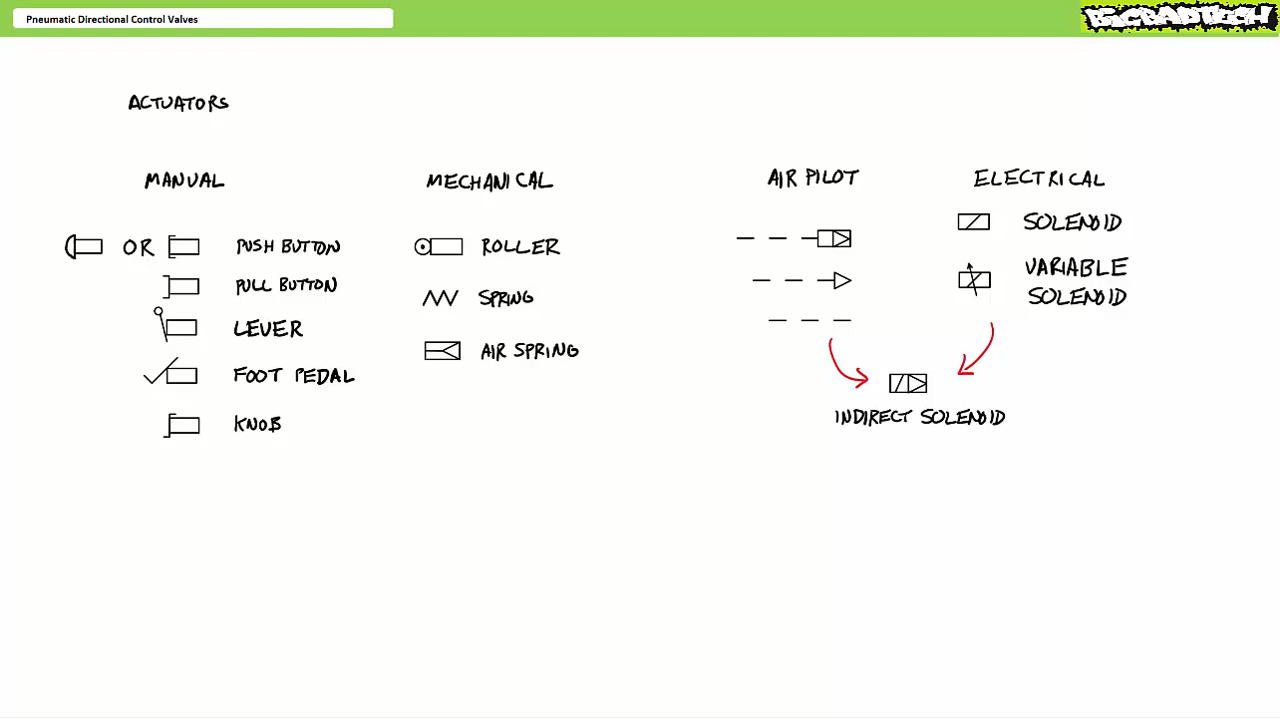 Pneumatic Directional Control Valves
BIGBADTECH
ACTUATORS
MANUAL
OR PUSH BUTTON
PULL BUTTON
LEVER
FOOT PEDAL
KNOB
MECHANICAL
ROLLER
SPRING
AIR SPRING
AIR PILOT
ELECTRICAL
SOLENOID
VARIABLE
SOLENOID
INDIRECT SOLENOID